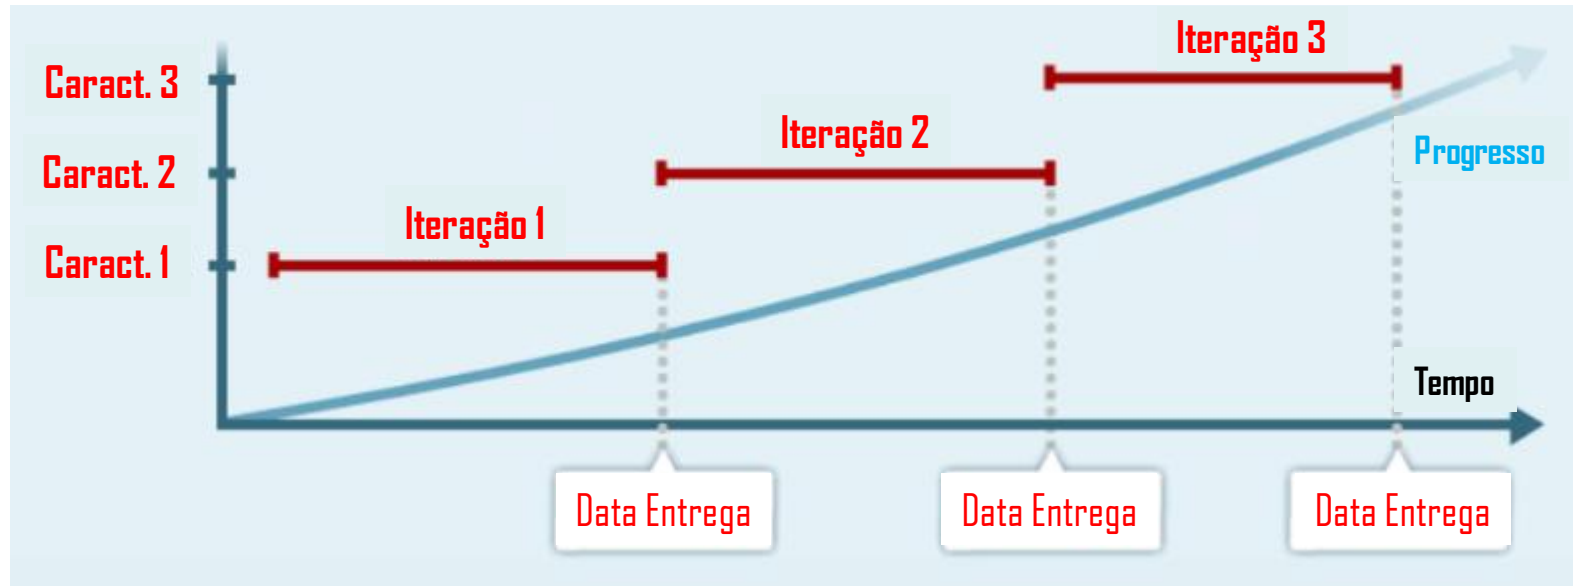 Iteração 3
Caract. 3
Iteração 2
Progresso
Caract. 2
Iteração 1
Caract. 1
Tempo
Data Entrega
Data Entrega
Data Entrega